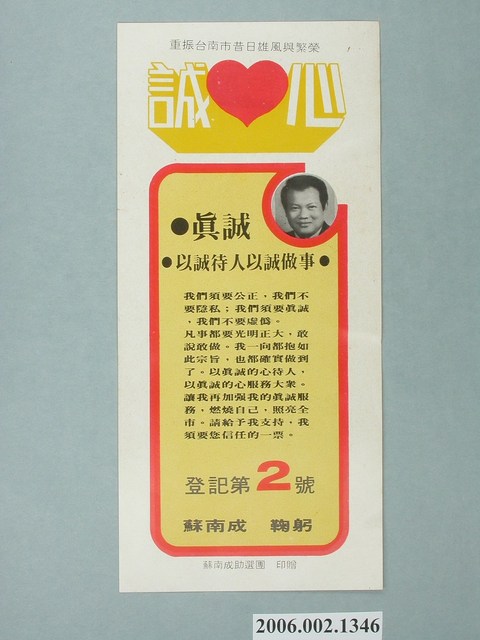 重振台南市昔日雄風與繁榮
誠心
●眞誠
●以誠待人以誠做事●
我們須要公正，我們不
要隱私；我們須要眞誠
，我們不要虛僞。
凡事都要光明正大，敢
說敢做。我一向都抱如
此宗旨，也都確實做到
了。以眞誠的心待人，
以眞誠的心服務大衆。
讓我再加强我的眞誠服
務，燃燒自己，照亮全
市。請給予我支持，我
須要您信任的一票。
登記第2號
蘇南成 鞠躬
蘇南成助選團 印贈
2006.002.1346